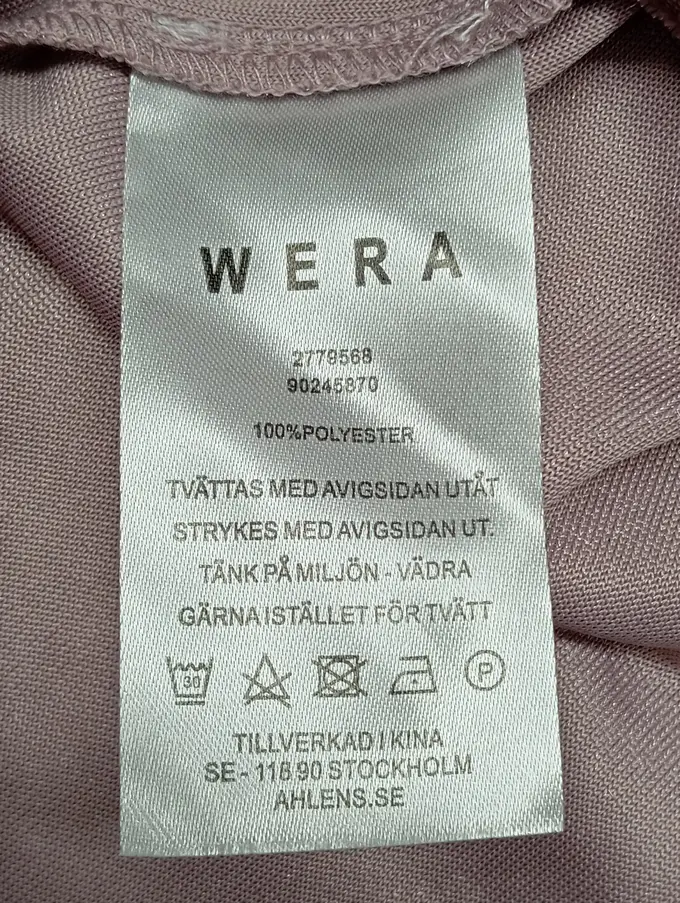 WERA
2779568
90245870
100%POLYESTER
TVÄTTAS MED AVIGSIDAN UTÅT
STRYKES MED AVIGSIDAN UT.
TÄNK PÅ MILJÖN - VÄDRA
GÄRNA ISTÄLLET FÖR TVÄTT
30 P
TILLVERKAD I KINA
SE - 118 90 STOCKHOLM
AHLENS.SE